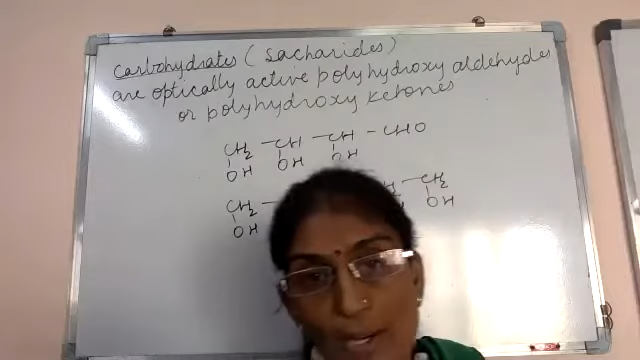 Carbohydrates (Saccharides)
are optically active polyhydroxy aldehydes
or polyhydroxy Ketones
CH2 - CH - CH - CHO
OH OH OH
CH2 - - CH2
OH OH